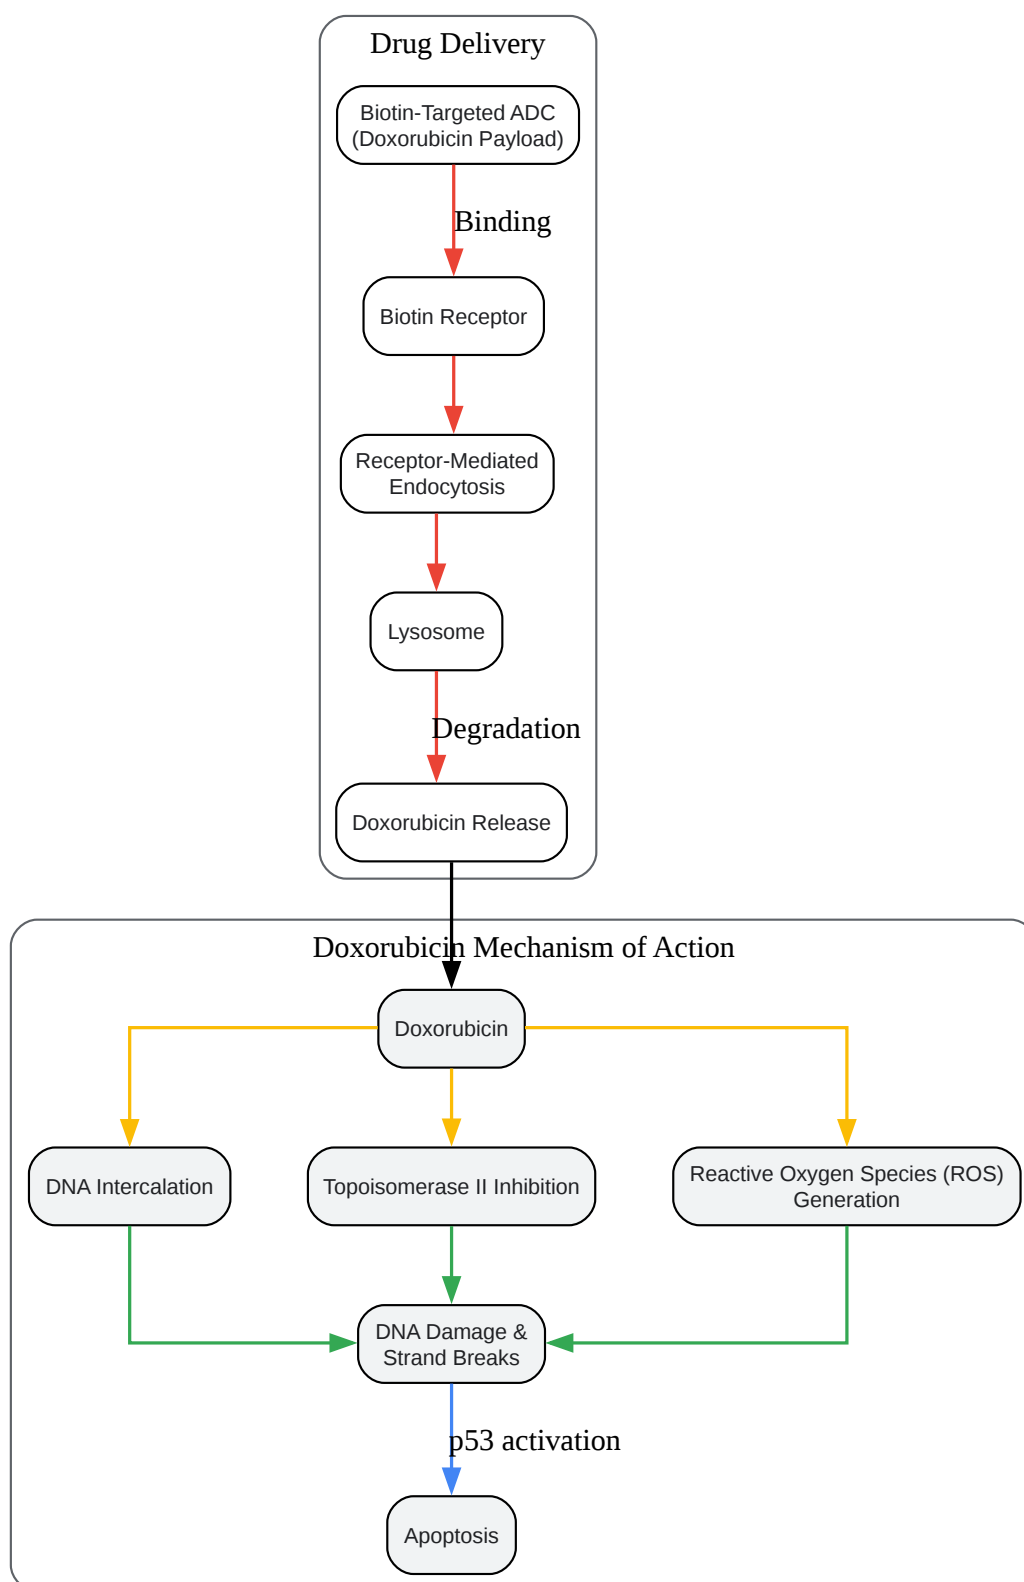 Drug Delivery
Biotin-Targeted ADC
(Doxorubicin Payload)
Binding
Biotin Receptor
Receptor-Mediated
Endocytosis
Lysosome
Degradation
Doxorubicin Release
Doxorubicin Mechanism of Action
Doxorubicin
DNA Intercalation
Topoisomerase II Inhibition
Reactive Oxygen Species (ROS)
Generation
DNA Damage &
Strand Breaks
p53 activation
Apoptosis